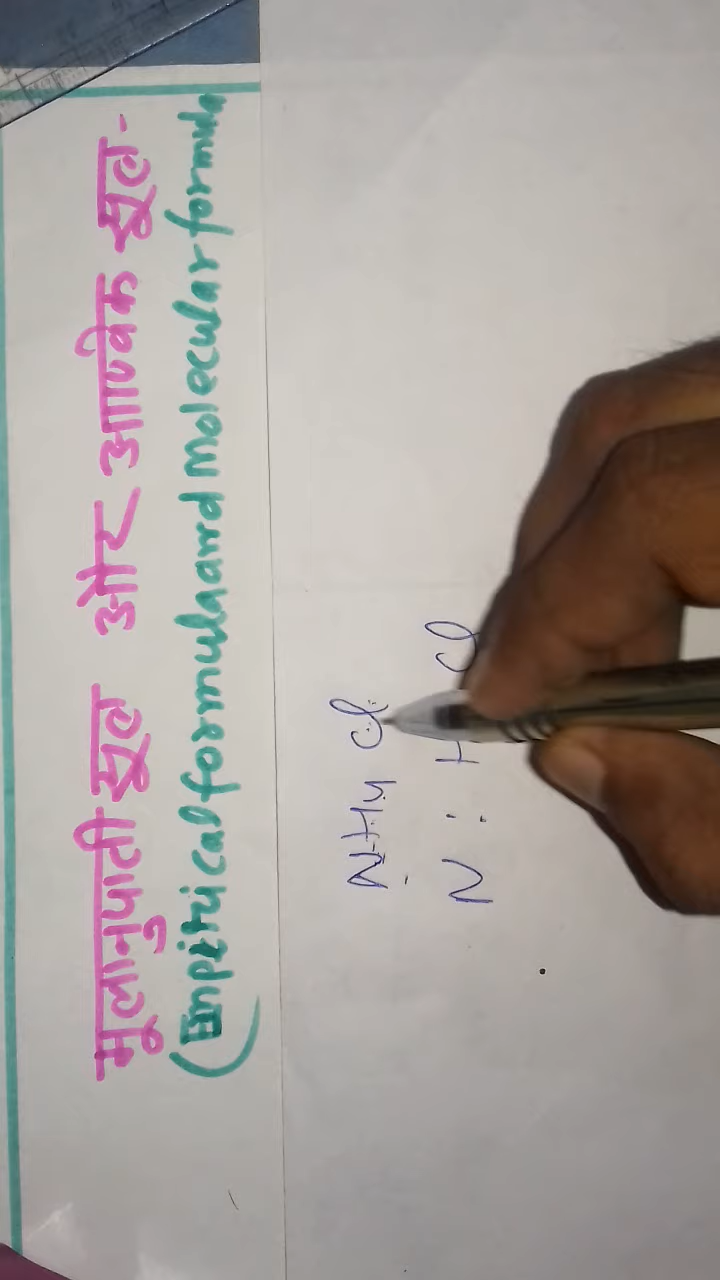 मूलानुपाती सूत्र और आणविक सूत्र-
(Empirical formula and Molecular formula
NH4 Cl
N : H Cl